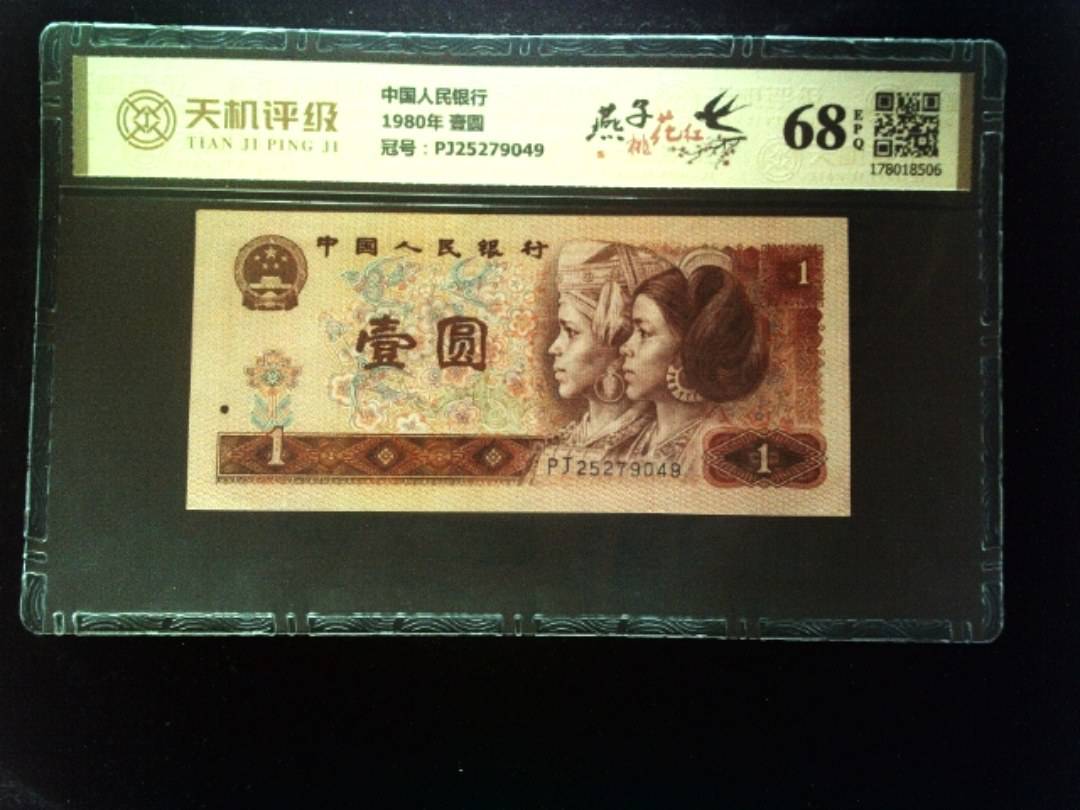 天机评级
TIAN JI PING JI
中国人民银行
1980年 壹圆
冠号：PJ25279049
燕子
桃花红
68
EPQ
178018506
中国人民银行
1
壹圆
1
PJ25279049
1